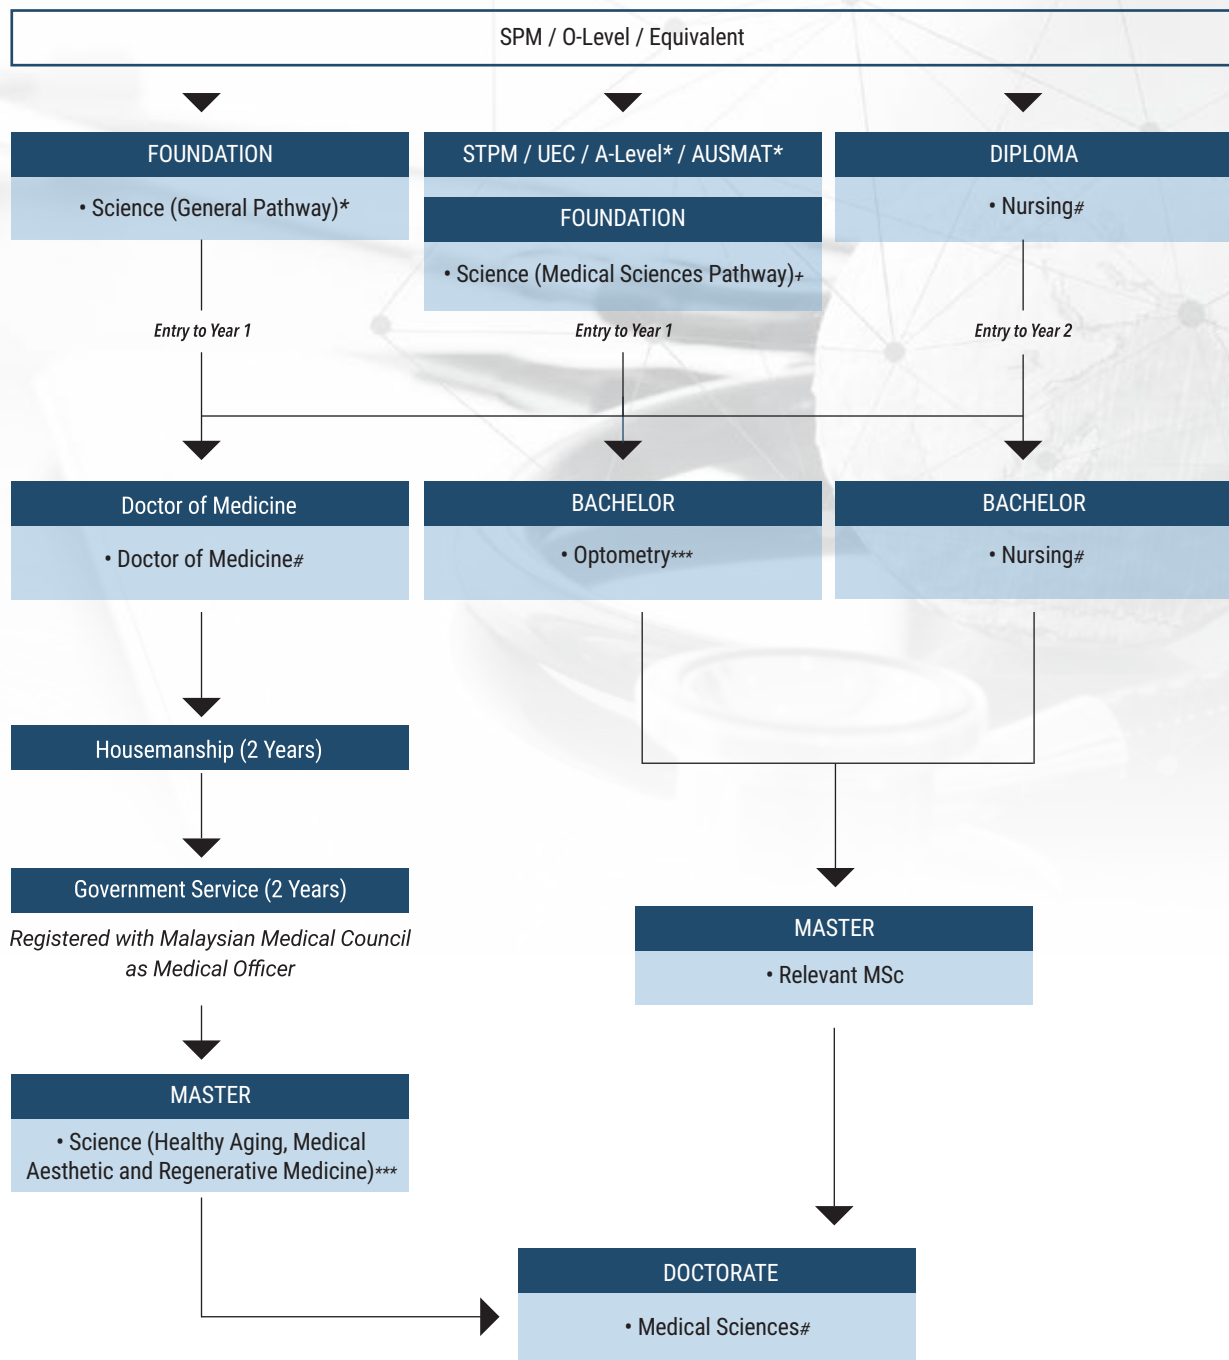 SPM / O-Level / Equivalent
FOUNDATION
• Science (General Pathway)*
STPM / UEC / A-Level* / AUSMAT*
FOUNDATION
• Science (Medical Sciences Pathway)+
DIPLOMA
• Nursing#
Entry to Year 1
Entry to Year 1
Entry to Year 2
Doctor of Medicine
• Doctor of Medicine#
BACHELOR
• Optometry***
BACHELOR
• Nursing#
Housemanship (2 Years)
Government Service (2 Years)
Registered with Malaysian Medical Council
as Medical Officer
MASTER
• Relevant MSc
MASTER
• Science (Healthy Aging, Medical
Aesthetic and Regenerative Medicine)***
DOCTORATE
• Medical Sciences#